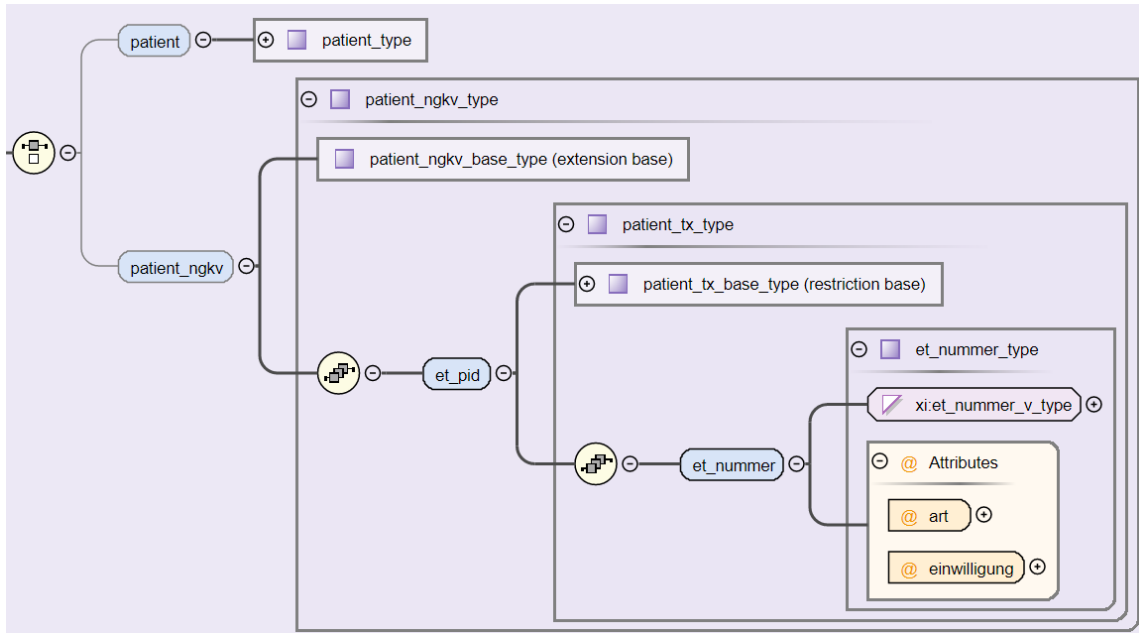 patient
patient_type
patient_ngkv_type
patient_ngkv_base_type (extension base)
patient_ngkv
patient_tx_type
patient_tx_base_type (restriction base)
et_pid
et_nummer_type
xi:et_nummer_v_type
et_nummer
@ Attributes
@ art
@ einwilligung